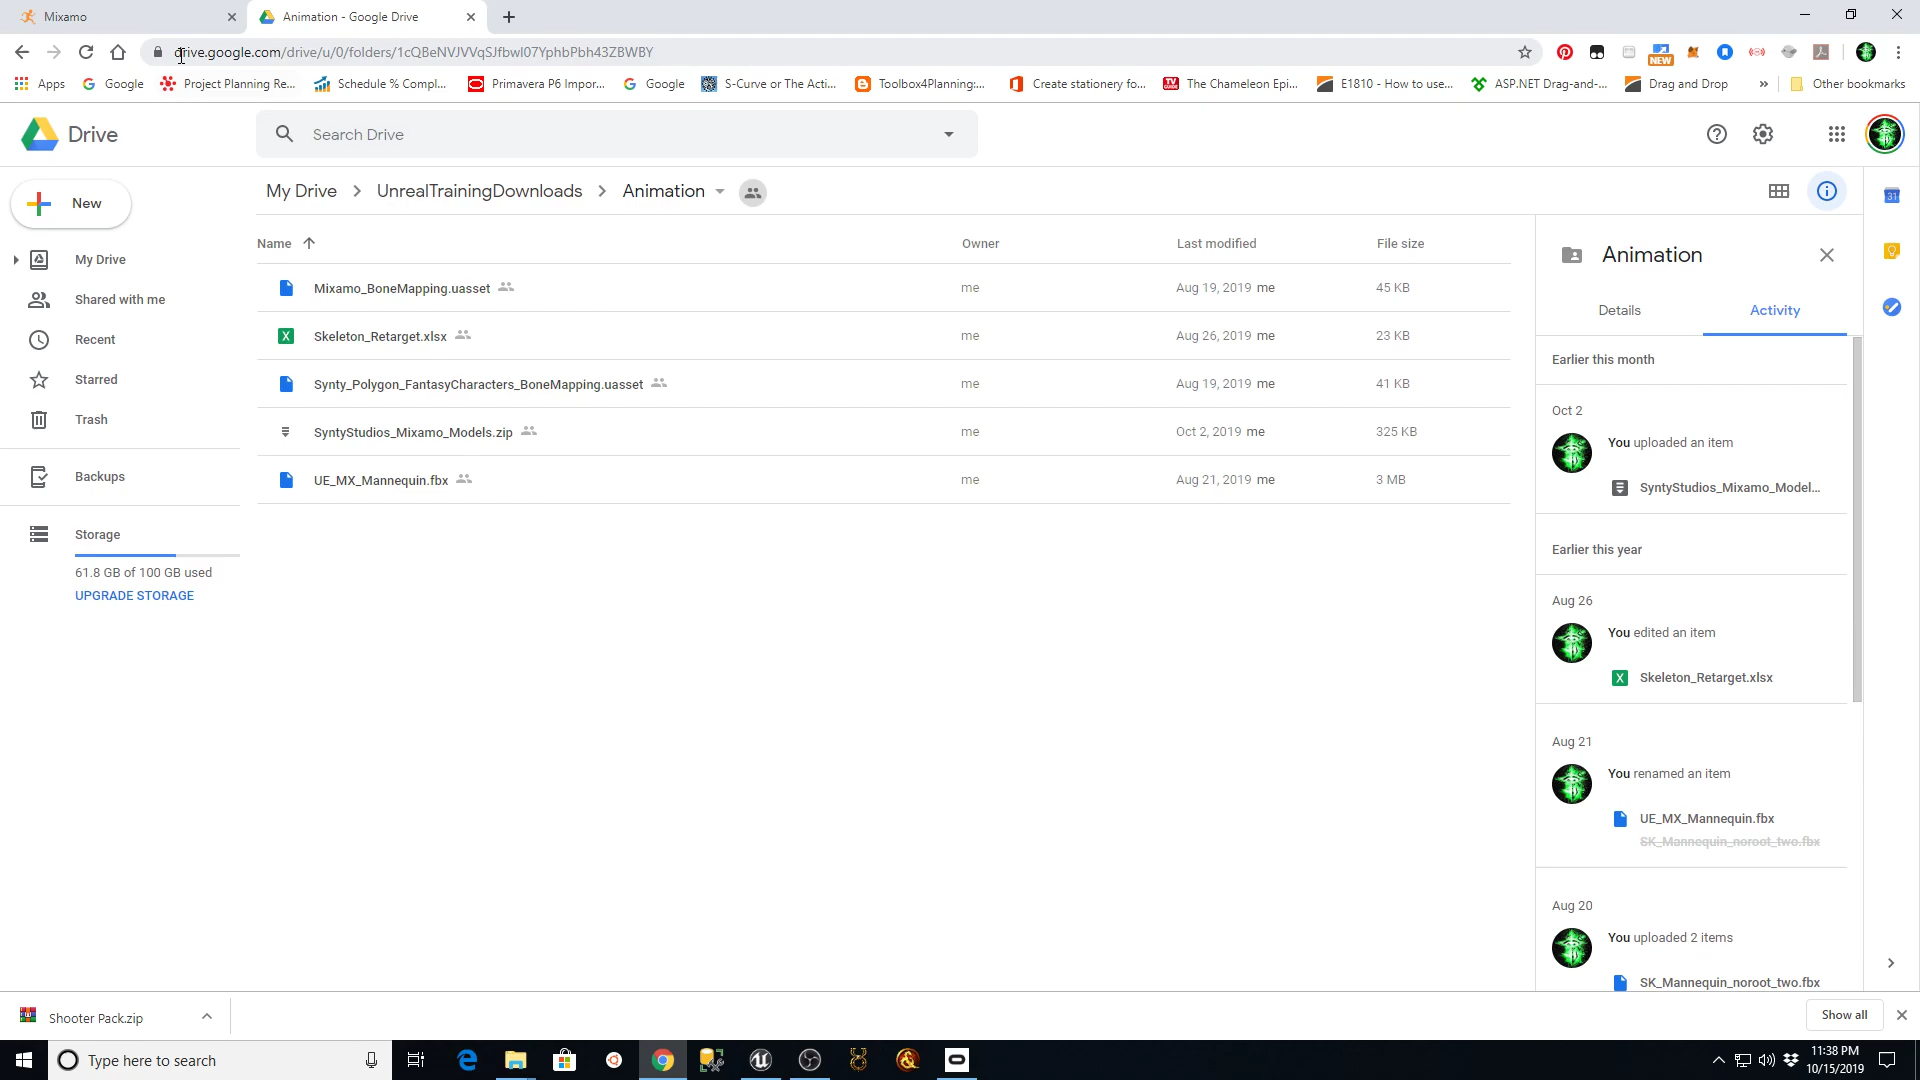 Mixamo
Animation - Google Drive
drive.google.com/drive/u/0/folders/1cQBeNVJVVqSJfbwI07YphbPbh43ZBWBY
NEW
Apps
Google
Project Planning Re...
Schedule % Compl...
Primavera P6 Impor...
Google
S-Curve or The Acti...
Toolbox4Planning:...
Create stationery fo...
The Chameleon Epi...
E1810 - How to use...
ASP.NET Drag-and-...
Drag and Drop
»
Other bookmarks
Drive
Search Drive
New
My Drive > UnrealTrainingDownloads > Animation
31
My Drive
Shared with me
Recent
Starred
Trash
Backups
Storage
61.8 GB of 100 GB used
UPGRADE STORAGE
Name Owner Last modified File size
Mixamo_BoneMapping.uasset me Aug 19, 2019 me 45 KB
Skeleton_Retarget.xlsx me Aug 26, 2019 me 23 KB
Synty_Polygon_FantasyCharacters_BoneMapping.uasset me Aug 19, 2019 me 41 KB
SyntyStudios_Mixamo_Models.zip me Oct 2, 2019 me 325 KB
UE_MX_Mannequin.fbx me Aug 21, 2019 me 3 MB
Animation
Details Activity
Earlier this month
Oct 2
You uploaded an item
SyntyStudios_Mixamo_Model...
Earlier this year
Aug 26
You edited an item
Skeleton_Retarget.xlsx
Aug 21
You renamed an item
UE_MX_Mannequin.fbx
SK_Mannequin_noroot_two.fbx
Aug 20
You uploaded 2 items
SK_Mannequin_noroot_two.fbx
Shooter Pack.zip
Show all
Type here to search
11:38 PM
10/15/2019